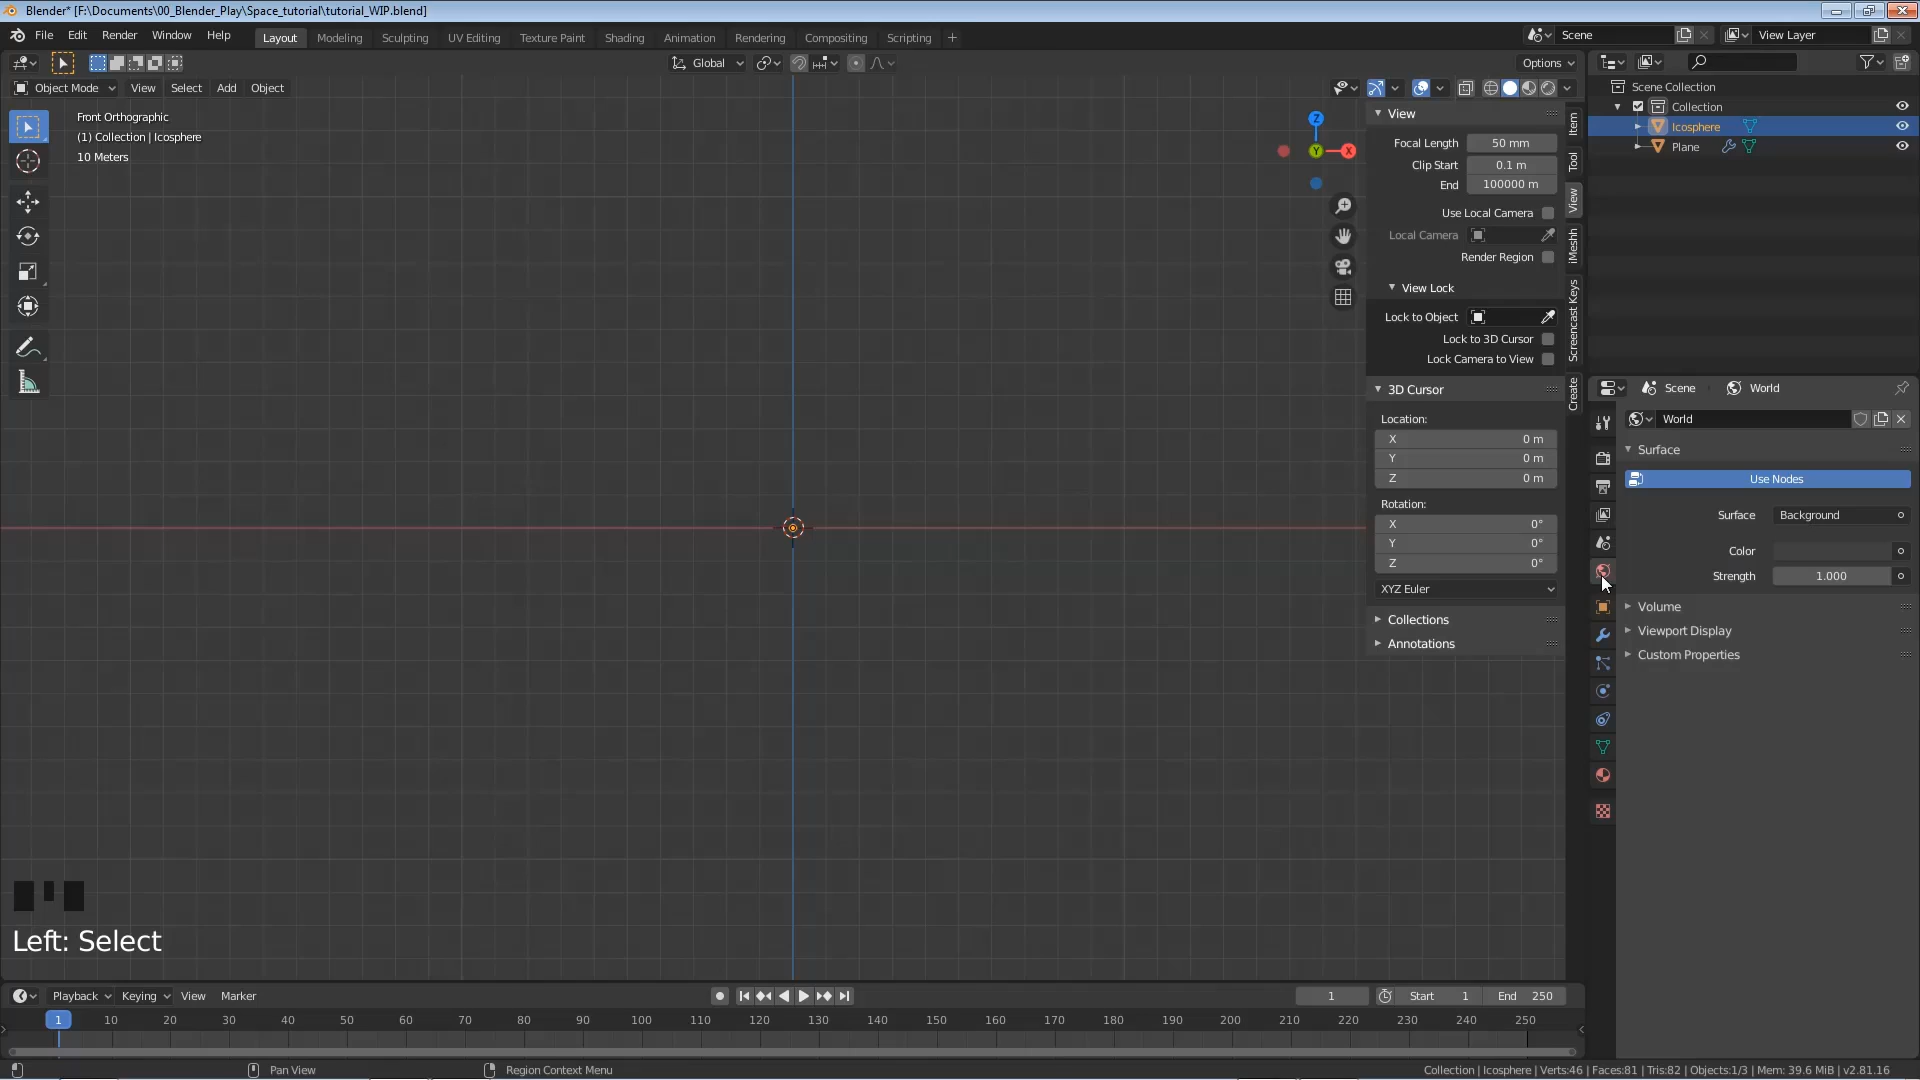 Blender* [F:\Documents\00_Blender_Play\Space_tutorial\tutorial_WIP.blend]
File Edit Render Window Help Layout Modeling Sculpting UV Editing Texture Paint Shading Animation Rendering Compositing Scripting + Scene View Layer
Global Options
Object Mode View Select Add Object
Front Orthographic
(1) Collection | Icosphere
10 Meters
Z
Y
X
View
Focal Length 50 mm
Clip Start 0.1 m
End 100000 m
Use Local Camera
Local Camera
Render Region
View Lock
Lock to Object
Lock to 3D Cursor
Lock Camera to View
3D Cursor
Location:
X 0 m
Y 0 m
Z 0 m
Rotation:
X 0°
Y 0°
Z 0°
XYZ Euler
Collections
Annotations
Item
Tool
View
iMeshh
Screencast Keys
Create
Scene Collection
Collection
Icosphere
Plane
Scene World
World
Surface
Use Nodes
Surface Background
Color
Strength 1.000
Volume
Viewport Display
Custom Properties
Left: Select
Playback Keying View Marker 1 Start 1 End 250
1 10 20 30 40 50 60 70 80 90 100 110 120 130 140 150 160 170 180 190 200 210 220 230 240 250
Pan View Region Context Menu Collection | Icosphere | Verts:46 | Faces:81 | Tris:82 | Objects:1/3 | Mem: 39.6 MiB | v2.81.16